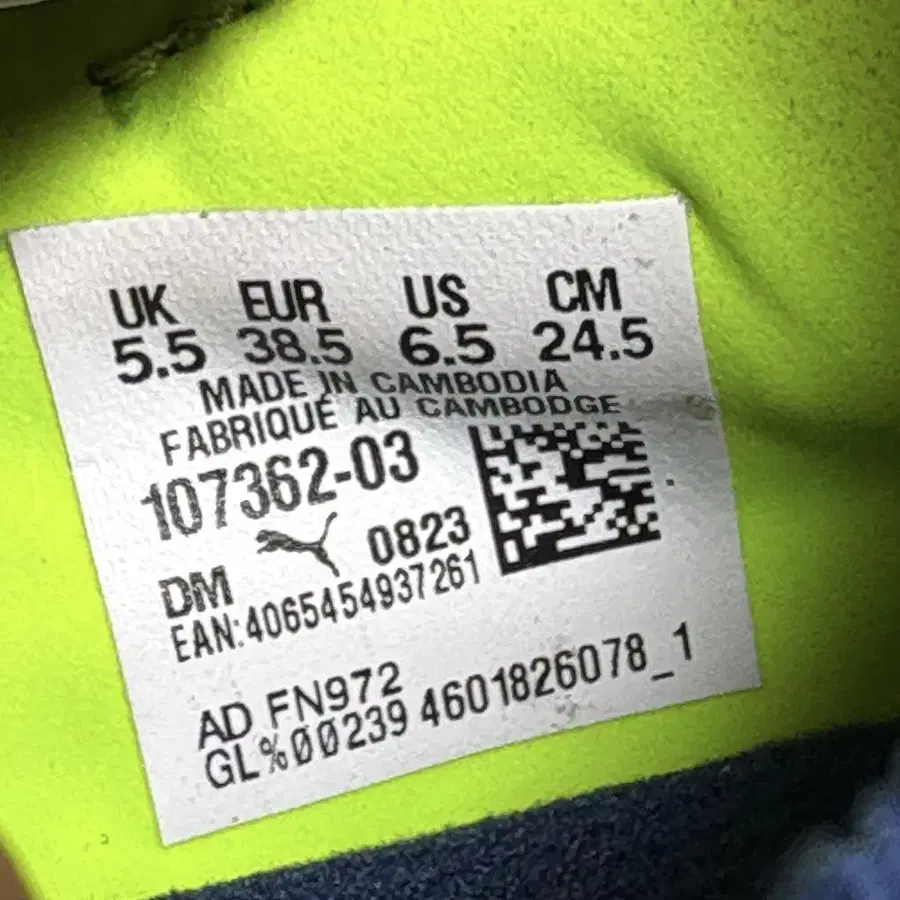 UK EUR US CM
5.5 38.5 6.5 24.5
MADE IN CAMBODIA
FABRIQUÉ AU CAMBODGE
107362-03
DM 0823
EAN:4065454937261
AD FN972
GL%00239 4601826078_1